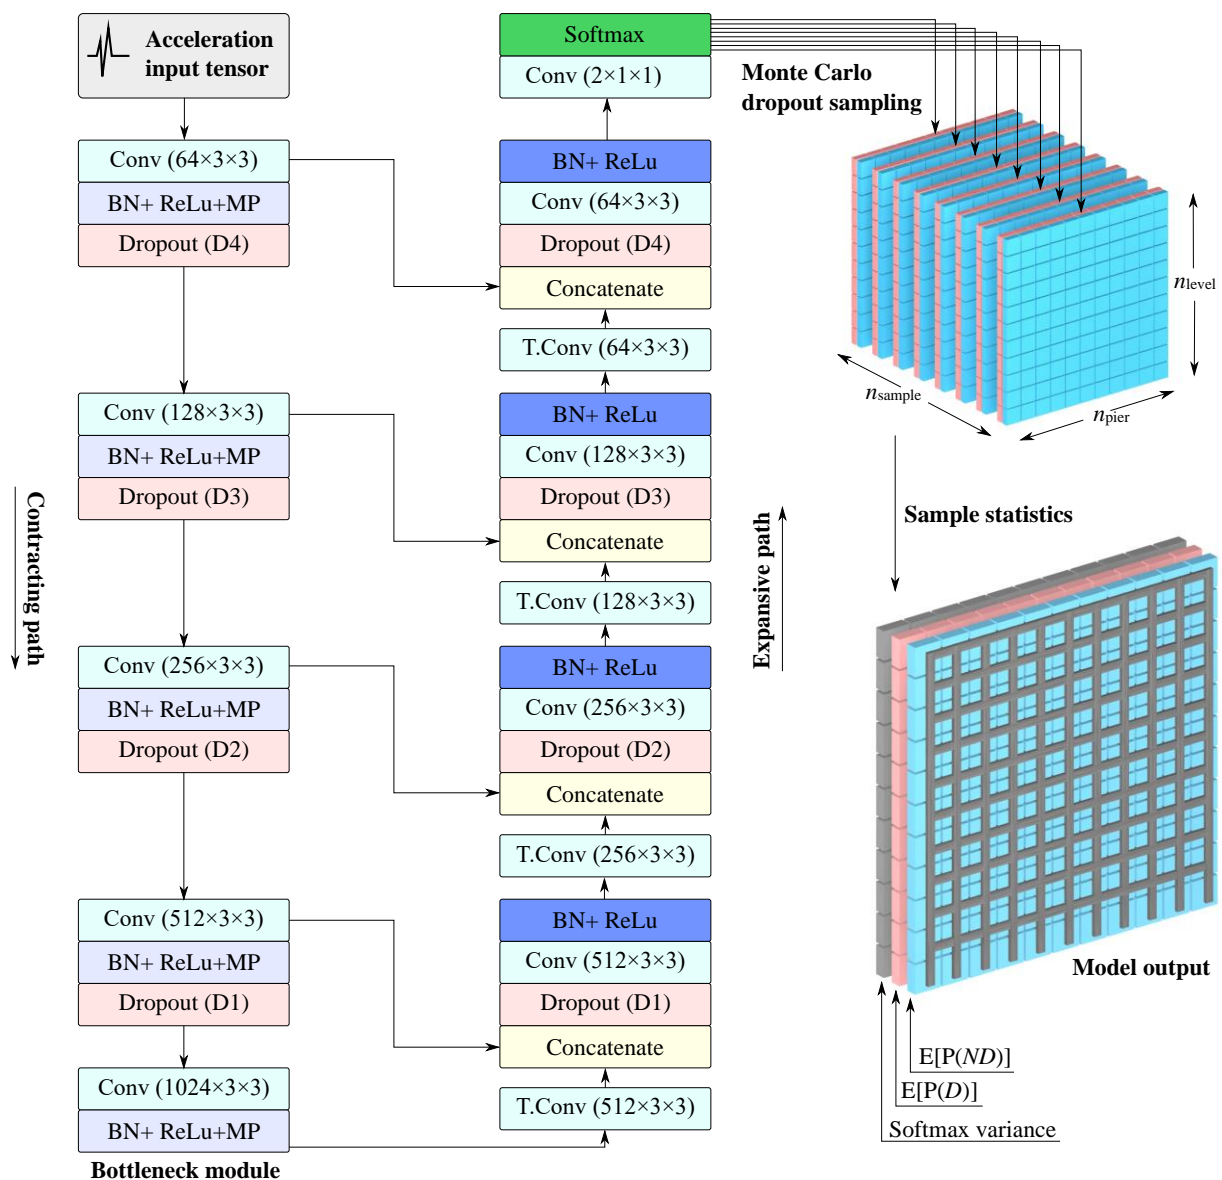 Acceleration
input tensor
Conv (64×3×3)
BN+ ReLu+MP
Dropout (D4)
Conv (128×3×3)
BN+ ReLu+MP
Dropout (D3)
Contracting path
Conv (256×3×3)
BN+ ReLu+MP
Dropout (D2)
Conv (512×3×3)
BN+ ReLu+MP
Dropout (D1)
Conv (1024×3×3)
BN+ ReLu+MP
Bottleneck module
Softmax
Conv (2×1×1)
BN+ ReLu
Conv (64×3×3)
Dropout (D4)
Concatenate
T.Conv (64×3×3)
BN+ ReLu
Conv (128×3×3)
Dropout (D3)
Concatenate
T.Conv (128×3×3)
BN+ ReLu
Conv (256×3×3)
Dropout (D2)
Concatenate
T.Conv (256×3×3)
BN+ ReLu
Conv (512×3×3)
Dropout (D1)
Concatenate
T.Conv (512×3×3)
Expansive path
Monte Carlo
dropout sampling
nlevel
nsample
npier
Sample statistics
Model output
E[P(ND)]
E[P(D)]
Softmax variance